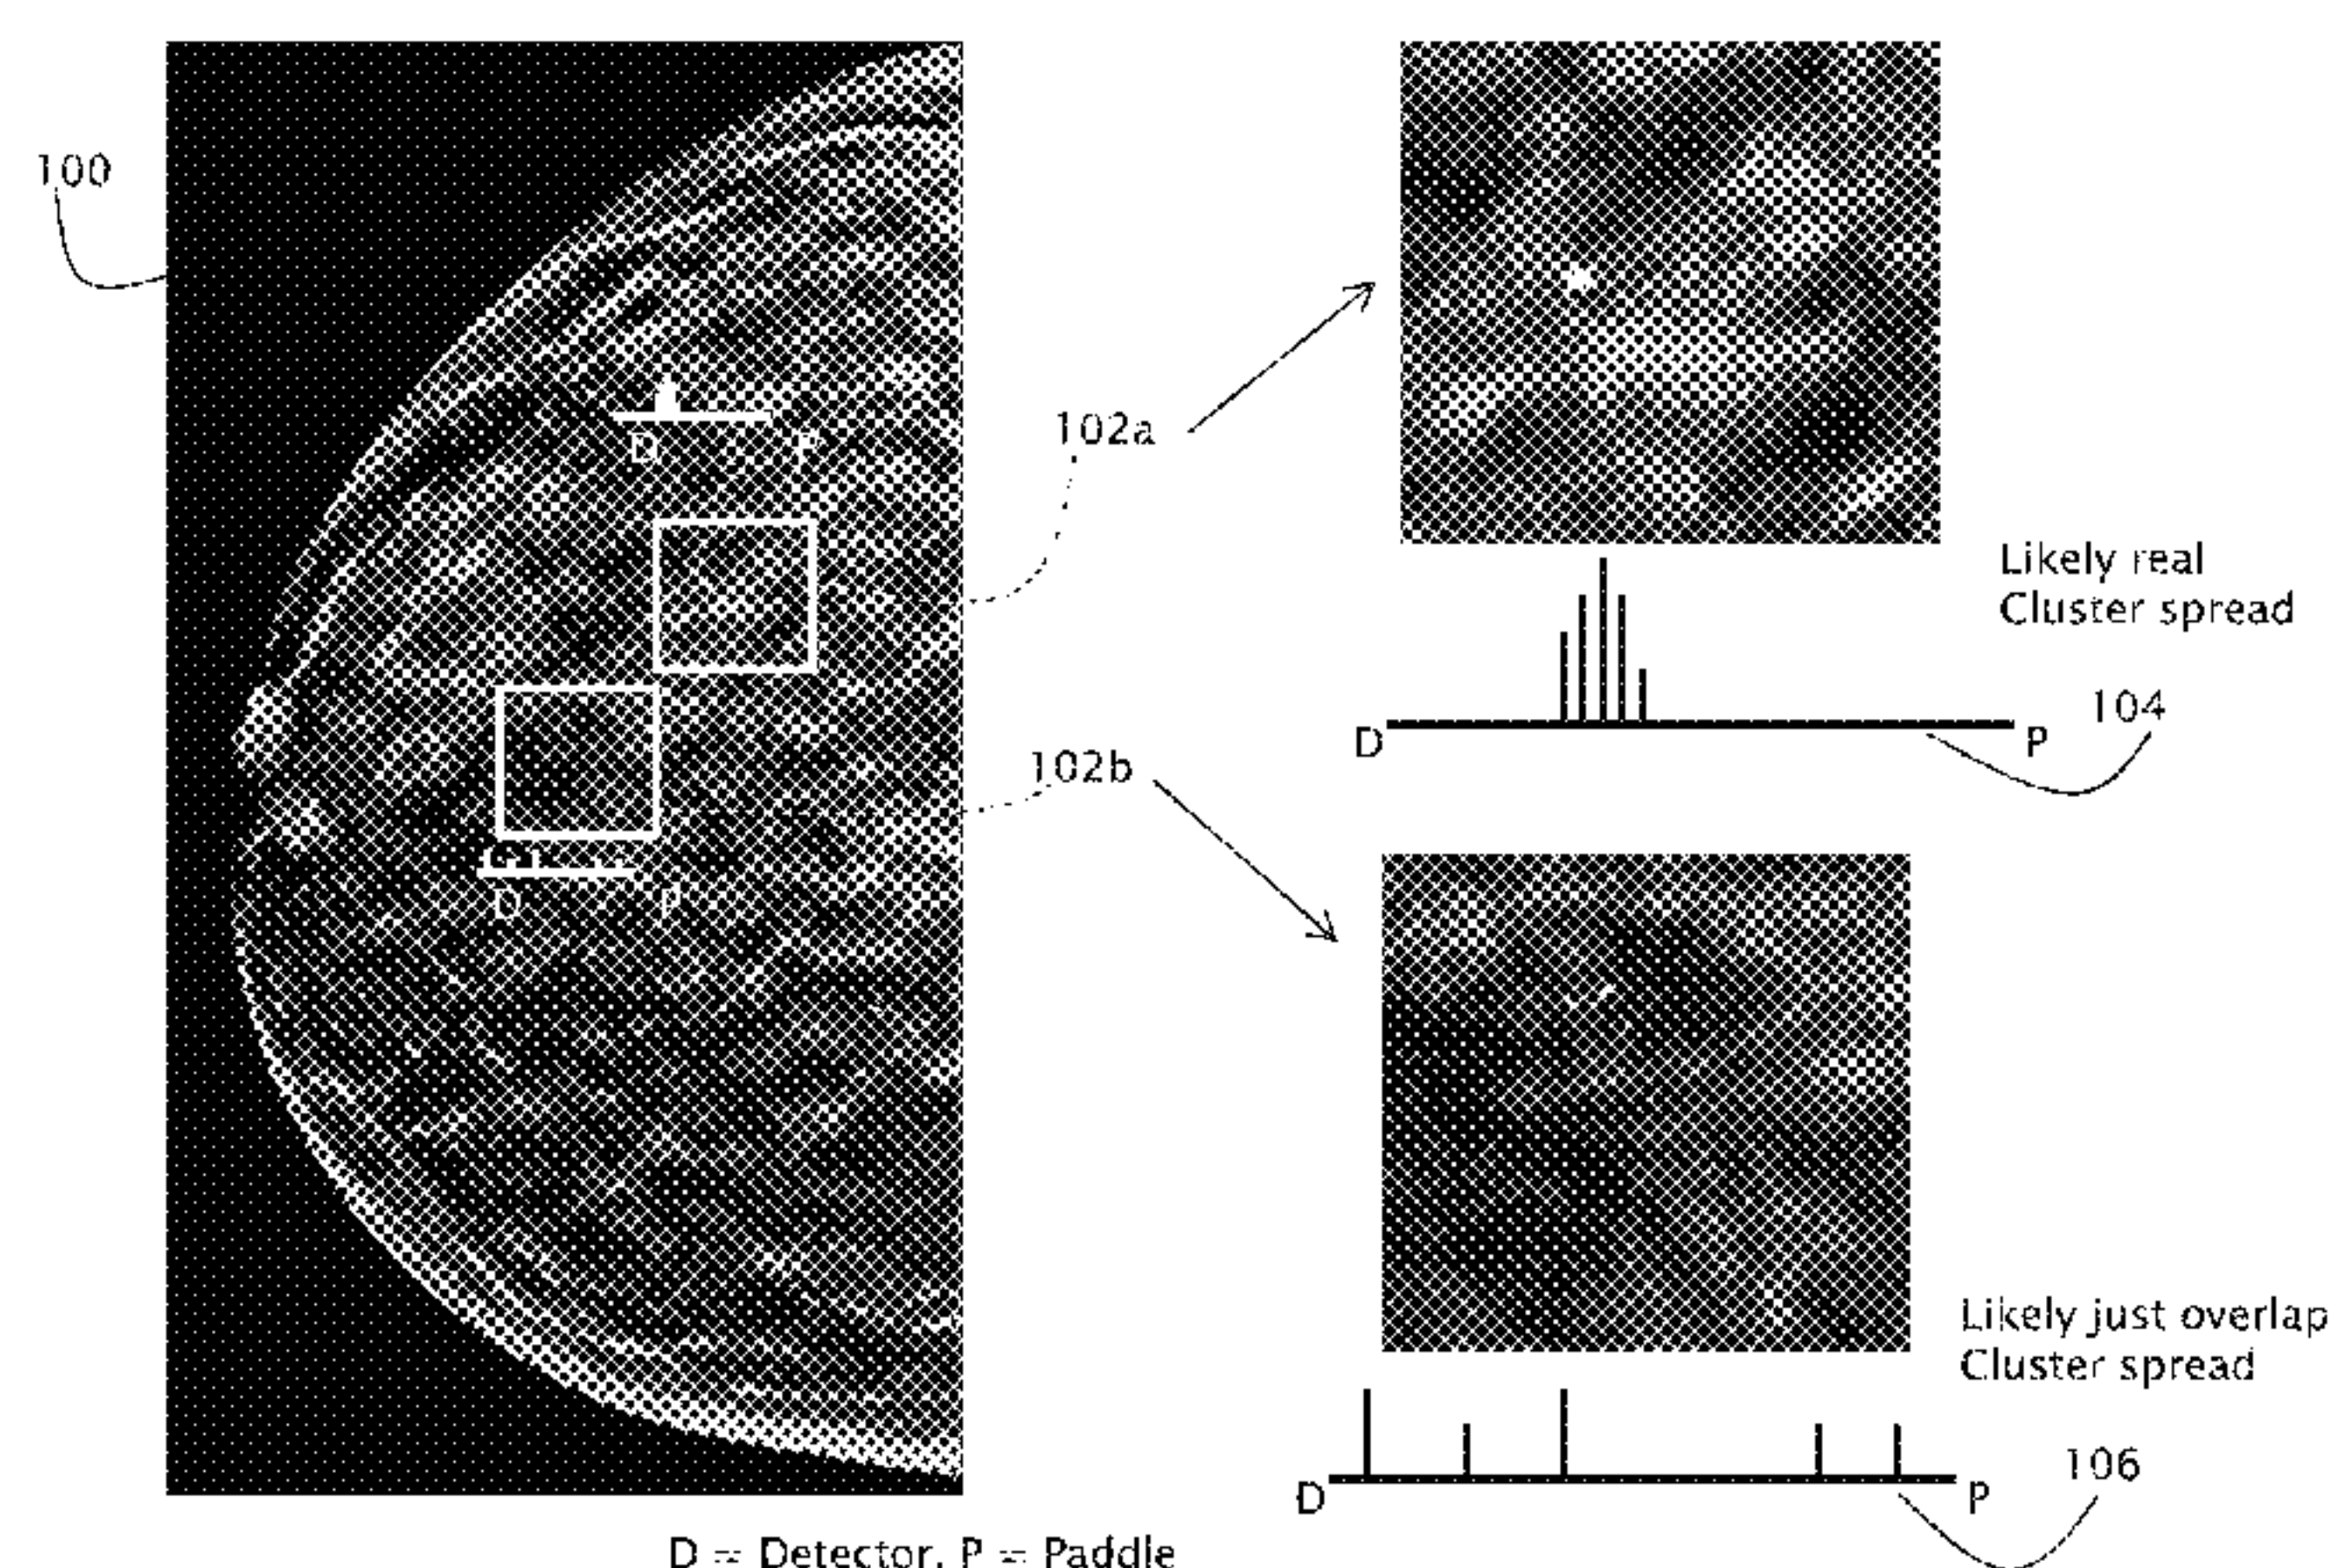 100
D P
102a
Likely real
Cluster spread
104
D P
102b
D P
Likely just overlap
Cluster spread
106
D P
D = Detector, P = Paddle